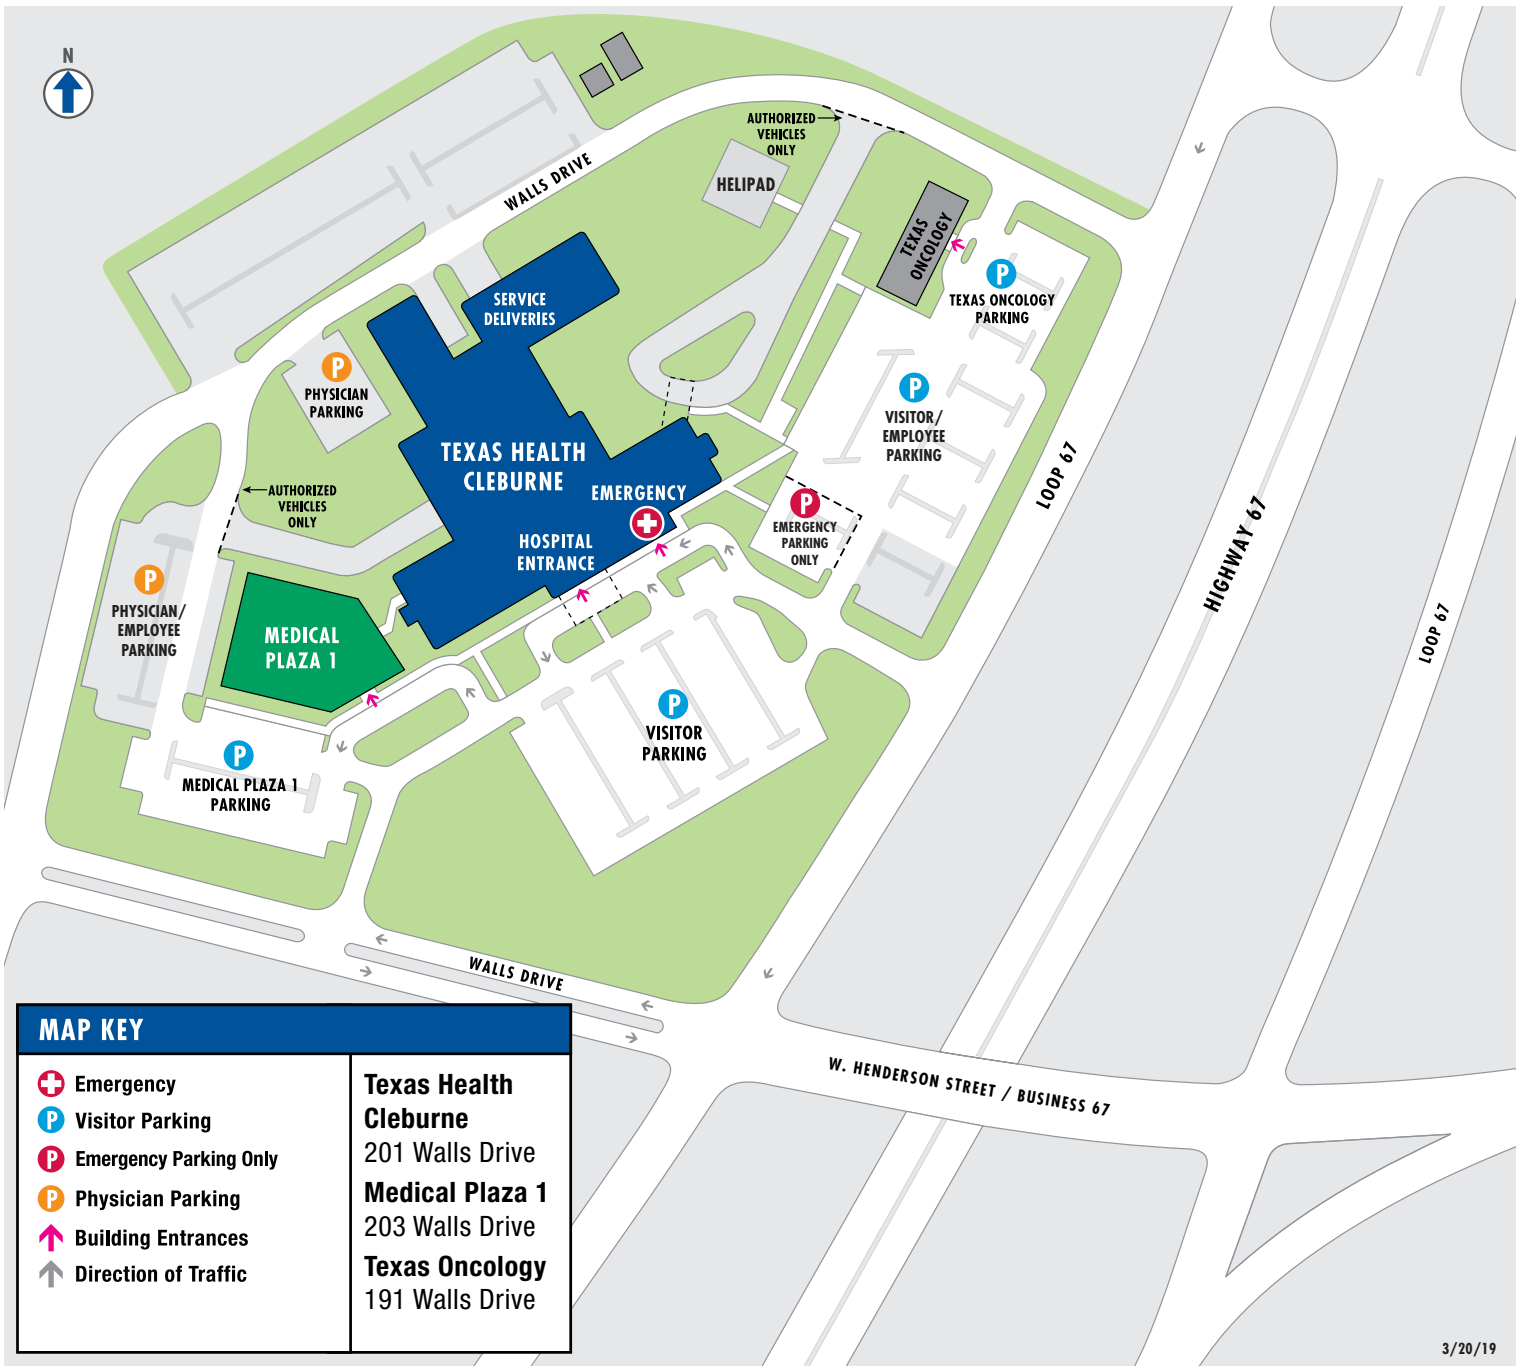 N
AUTHORIZED
VEHICLES
ONLY
WALLS DRIVE
HELIPAD
TEXAS
ONCOLOGY
P
TEXAS ONCOLOGY
PARKING
SERVICE
DELIVERIES
P
PHYSICIAN
PARKING
P
VISITOR/
EMPLOYEE
PARKING
TEXAS HEALTH
CLEBURNE
EMERGENCY
HOSPITAL
ENTRANCE
P
EMERGENCY
PARKING
ONLY
LOOP 67
HIGHWAY 67
LOOP 67
AUTHORIZED
VEHICLES
ONLY
P
PHYSICIAN/
EMPLOYEE
PARKING
MEDICAL
PLAZA 1
P
VISITOR
PARKING
P
MEDICAL PLAZA 1
PARKING
WALLS DRIVE
W. HENDERSON STREET / BUSINESS 67
MAP KEY
Emergency
P Visitor Parking
P Emergency Parking Only
P Physician Parking
Building Entrances
Direction of Traffic
Texas Health
Cleburne
201 Walls Drive
Medical Plaza 1
203 Walls Drive
Texas Oncology
191 Walls Drive
3/20/19